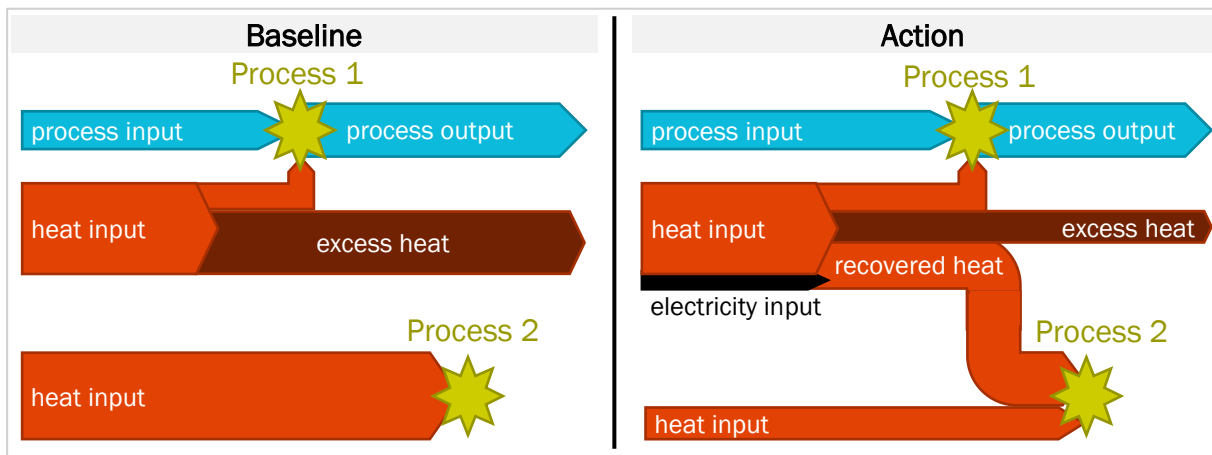 Baseline
Process 1
process input
process output
heat input
excess heat
Process 2
heat input
Action
Process 1
process input
process output
heat input
excess heat
recovered heat
electricity input
Process 2
heat input